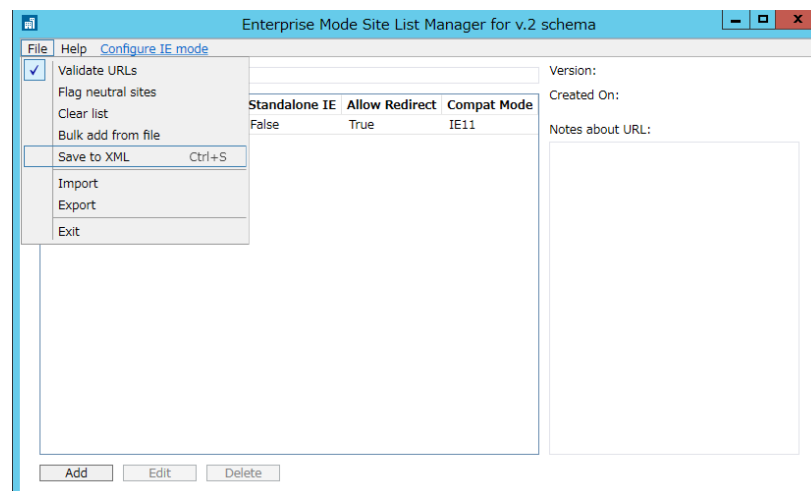 Enterprise Mode Site List Manager for v.2 schema
File Help Configure IE mode
Validate URLs
Flag neutral sites
Clear list
Bulk add from file
Save to XML Ctrl+S
Import
Export
Exit
Standalone IE Allow Redirect Compat Mode
False True IE11
Version:
Created On:
Notes about URL:
Add Edit Delete